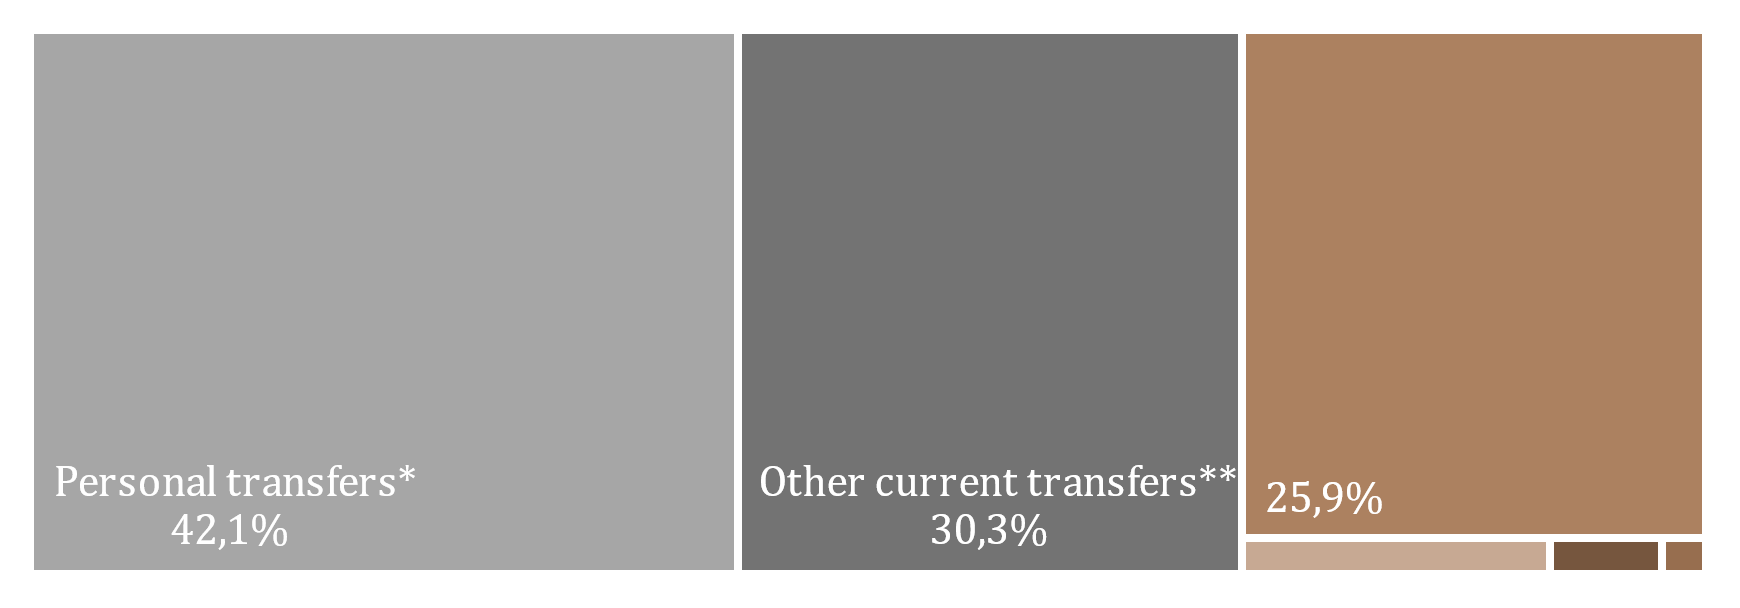 Personal transfers*
42,1%
Other current transfers**
30,3%
25,9%